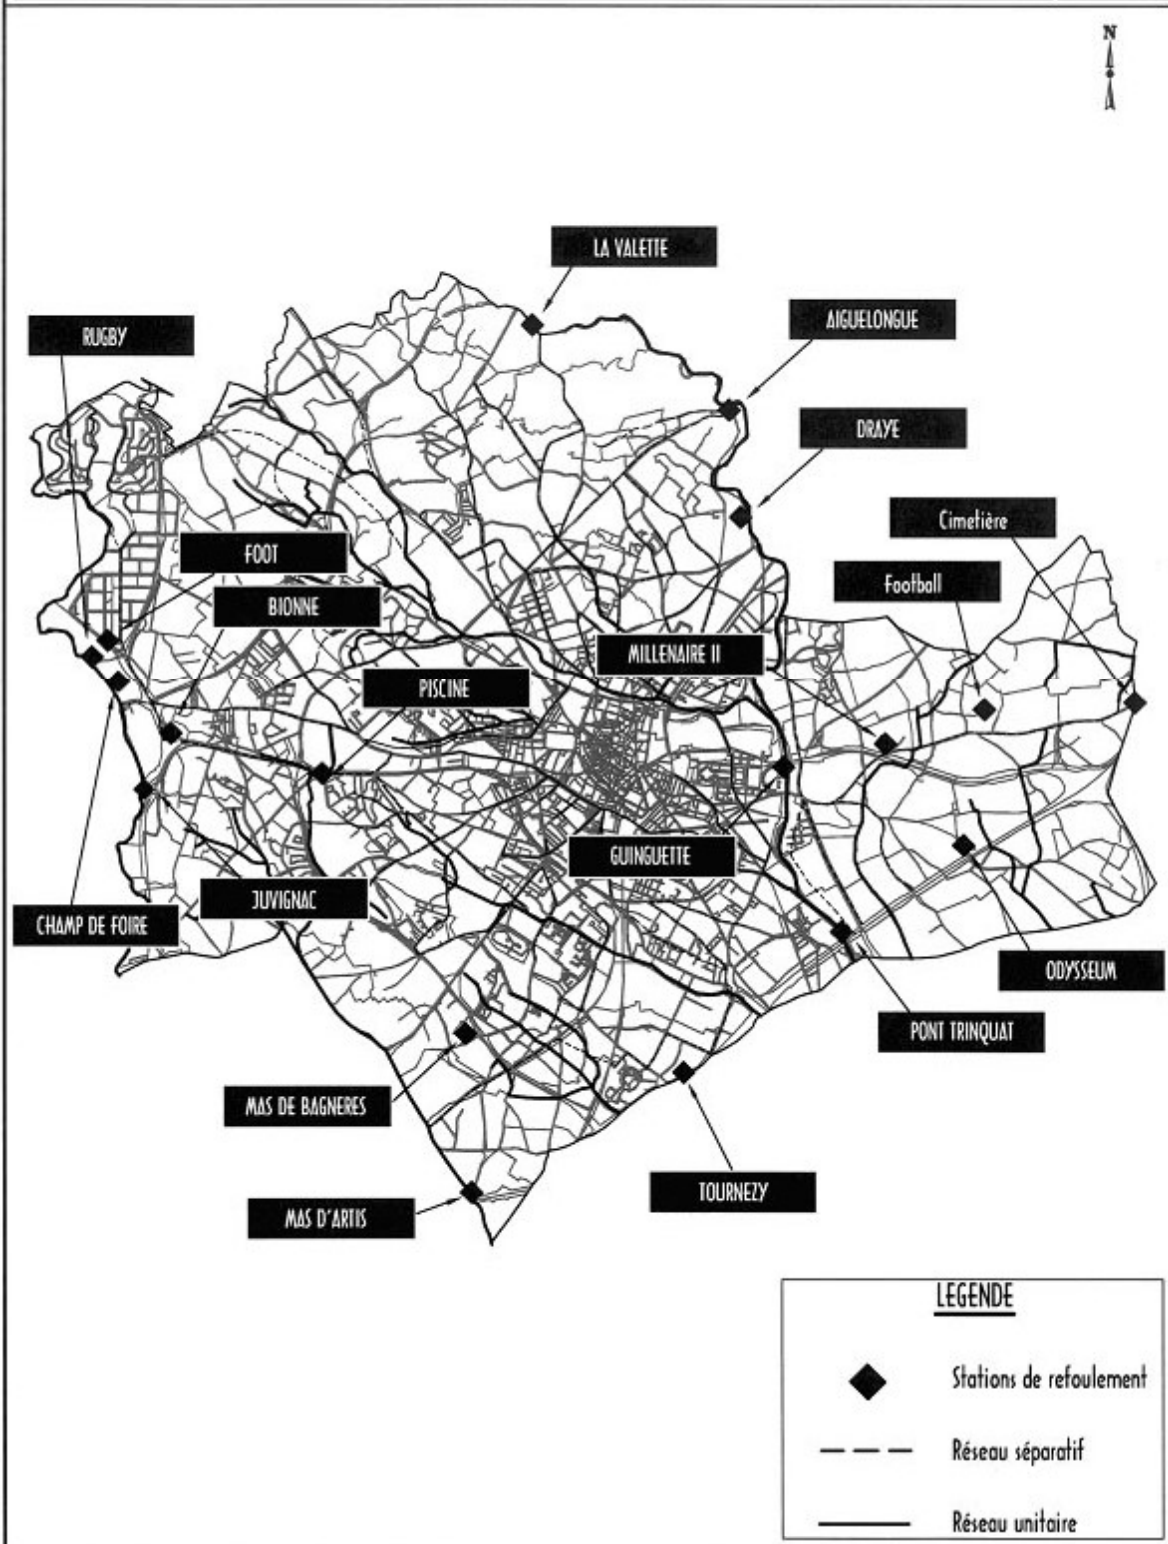 N
LA VALETTE
AIGUELONGUE
RUGBY
DRAYE
Cimetière
FOOT
Football
BIONNE
MILLENAIRE II
PISCINE
GUINGUETTE
JUVIGNAC
CHAMP DE FOIRE
ODYSSEUM
PONT TRINQUAT
MAS DE BAGNERES
TOURNEZY
MAS D'ARTIS
LEGENDE
Stations de refoulement
Réseau séparatif
Réseau unitaire